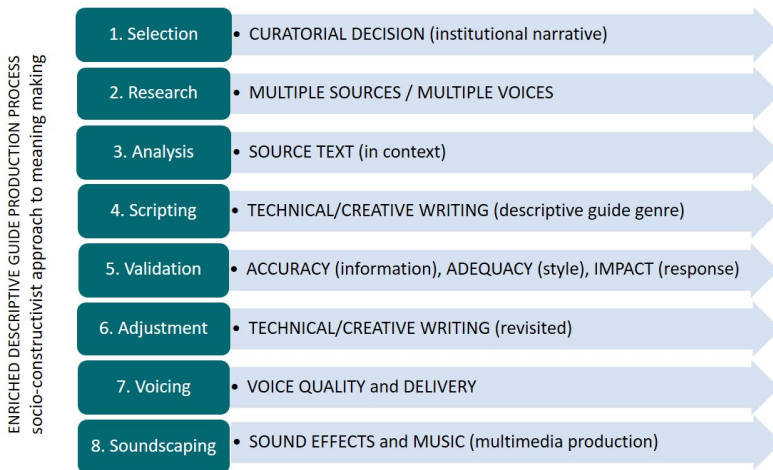 ENRICHED DESCRIPTIVE GUIDE PRODUCTION PROCESS
socio-constructivist approach to meaning making
1. Selection • CURATORIAL DECISION (institutional narrative)
2. Research • MULTIPLE SOURCES / MULTIPLE VOICES
3. Analysis • SOURCE TEXT (in context)
4. Scripting • TECHNICAL/CREATIVE WRITING (descriptive guide genre)
5. Validation • ACCURACY (information), ADEQUACY (style), IMPACT (response)
6. Adjustment • TECHNICAL/CREATIVE WRITING (revisited)
7. Voicing • VOICE QUALITY and DELIVERY
8. Soundscaping • SOUND EFFECTS and MUSIC (multimedia production)